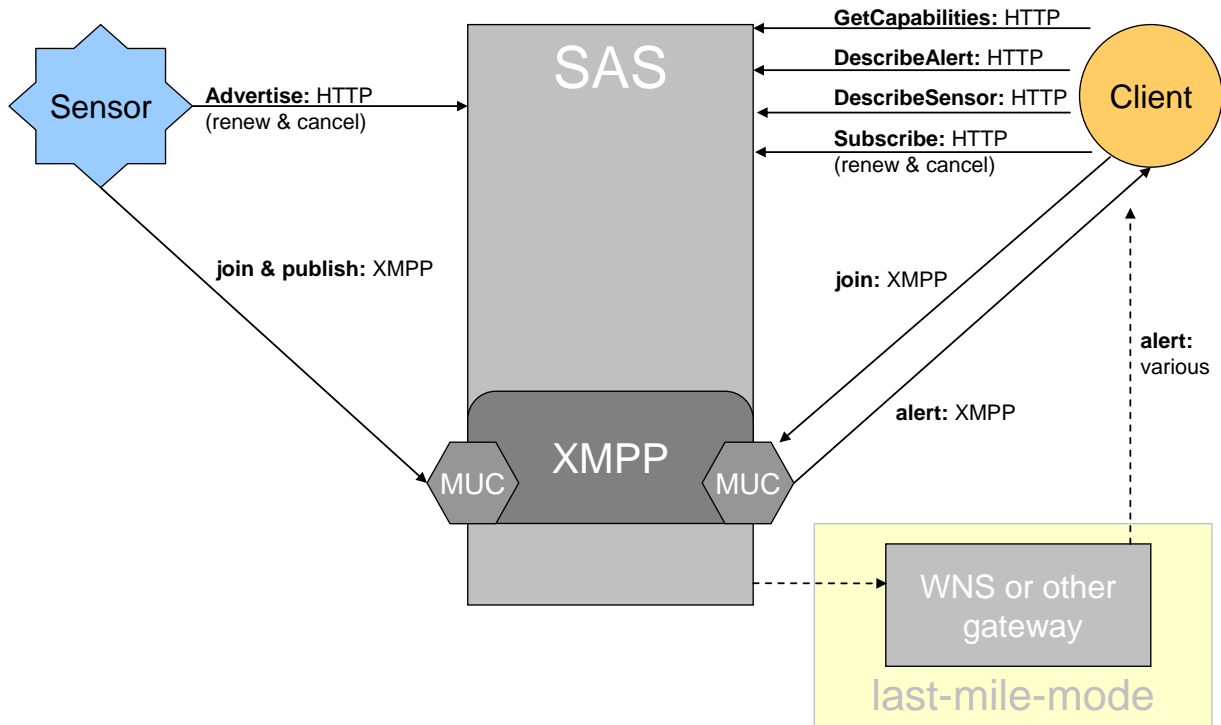 GetCapabilities: HTTP
SAS
DescribeAlert: HTTP
Sensor
Advertise: HTTP
(renew & cancel)
DescribeSensor: HTTP
Client
Subscribe: HTTP
(renew & cancel)
join & publish: XMPP
join: XMPP
alert:
various
alert: XMPP
XMPP
MUC
MUC
WNS or other
gateway
last-mile-mode